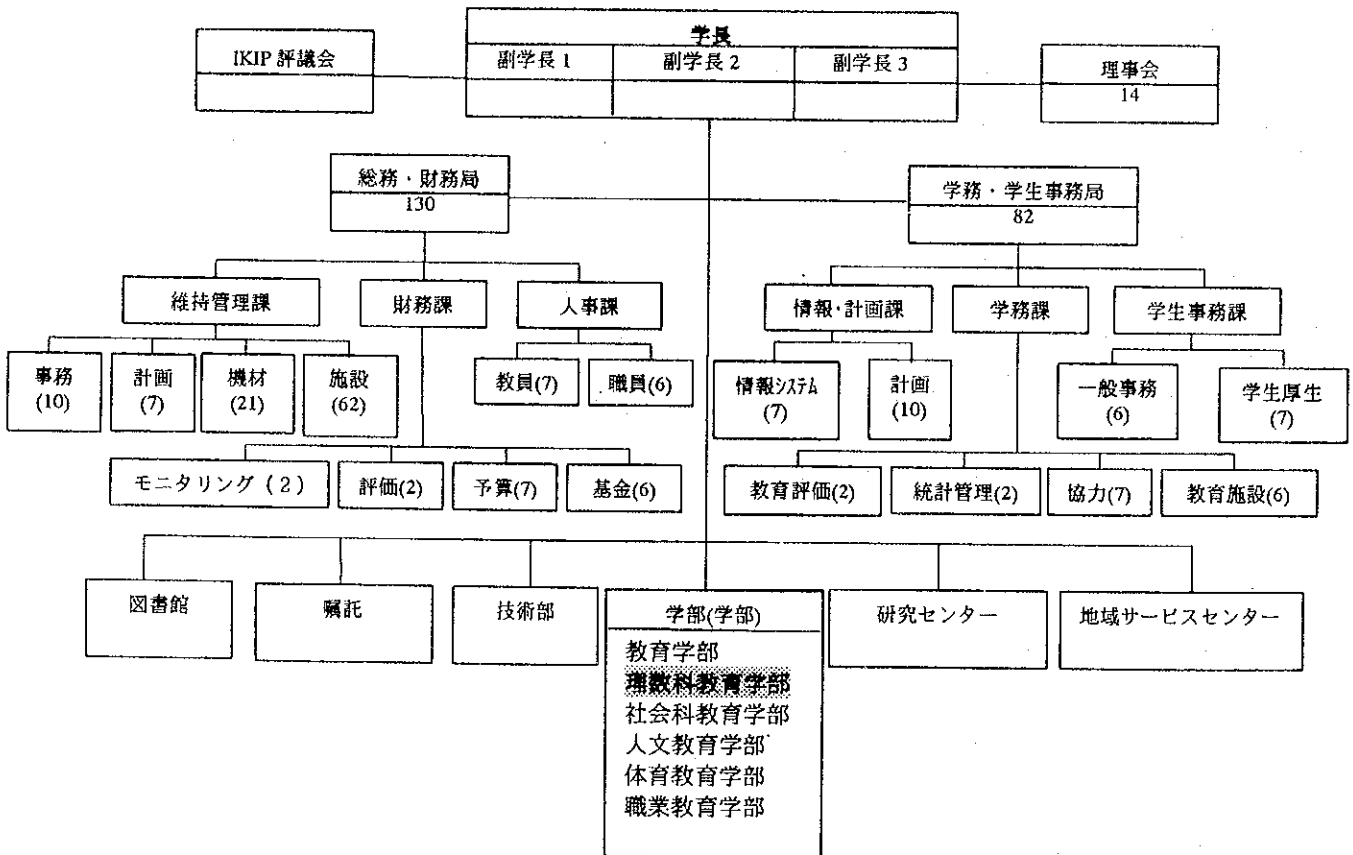 学長
IKIP 評議会
副学長 1
副学長 2
副学長 3
理事会
14
総務・財務局
130
学務・学生事務局
82
維持管理課
財務課
人事課
情報・計画課
学務課
学生事務課
事務
(10)
計画
(7)
機材
(21)
施設
(62)
教員(7)
職員(6)
情報システム
(7)
計画
(10)
一般事務
(6)
学生厚生
(7)
モニタリング（2）
評価(2)
予算(7)
基金(6)
教育評価(2)
統計管理(2)
協力(7)
教育施設(6)
図書館
嘱託
技術部
学部(学部)
研究センター
地域サービスセンター
教育学部
理数科教育学部
社会科教育学部
人文教育学部
体育教育学部
職業教育学部